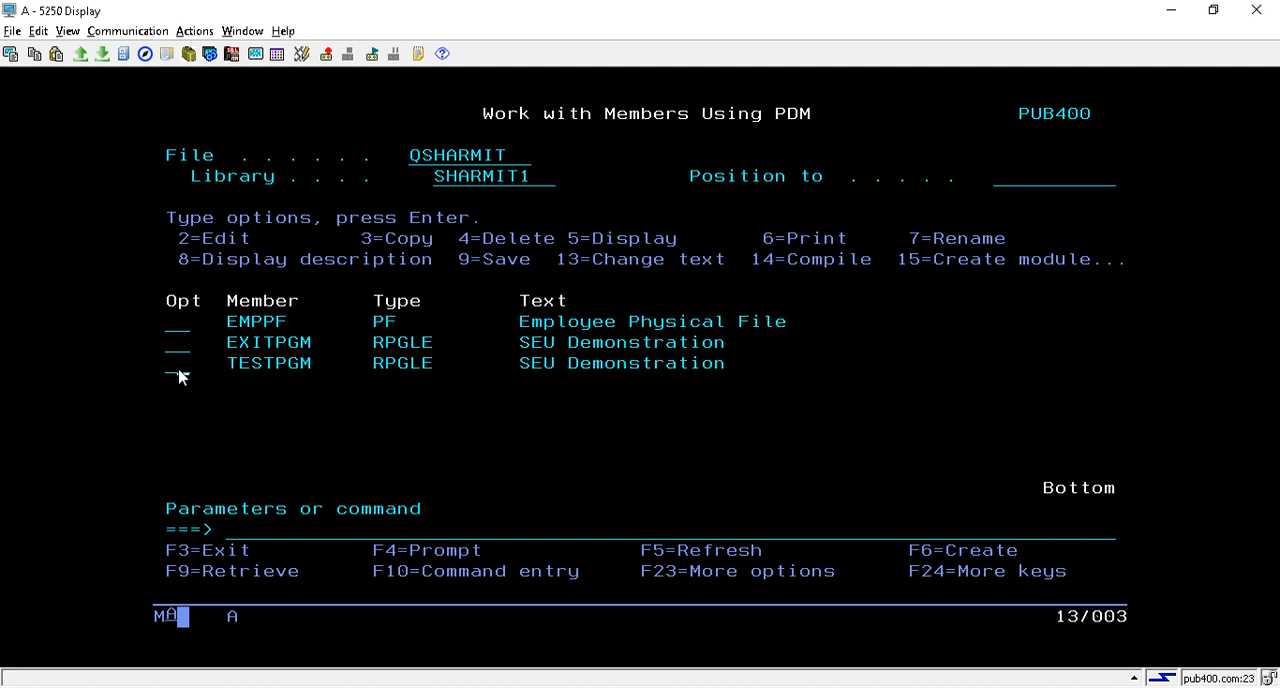 A - 5250 Display
File Edit View Communication Actions Window Help
Work with Members Using PDM PUB400
File . . . . . . QSHARMIT
Library . . . . SHARMIT1 Position to . . . . .
Type options, press Enter.
2=Edit 3=Copy 4=Delete 5=Display 6=Print 7=Rename
8=Display description 9=Save 13=Change text 14=Compile 15=Create module...
Opt Member Type Text
EMPPF PF Employee Physical File
EXITPGM RPGLE SEU Demonstration
TESTPGM RPGLE SEU Demonstration
Bottom
Parameters or command
===>
F3=Exit F4=Prompt F5=Refresh F6=Create
F9=Retrieve F10=Command entry F23=More options F24=More keys
MA A 13/003
pub400.com:23